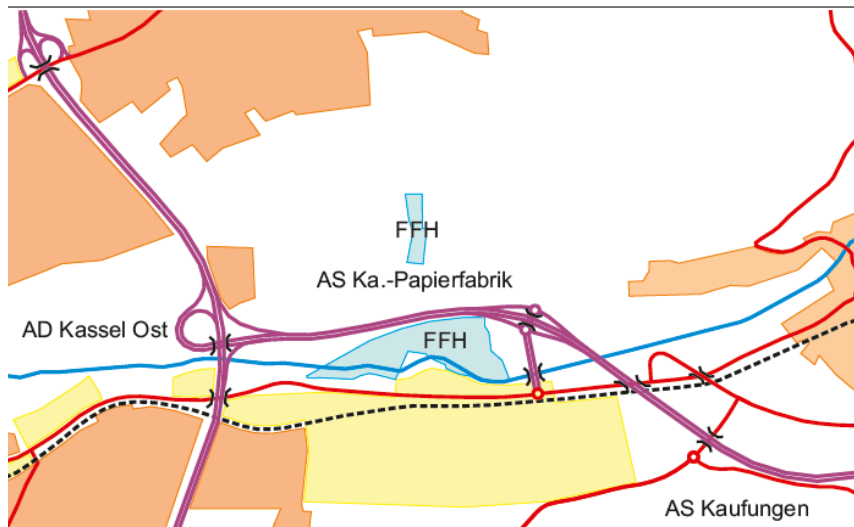 FFH
AS Ka.-Papierfabrik
AD Kassel Ost
FFH
AS Kaufungen